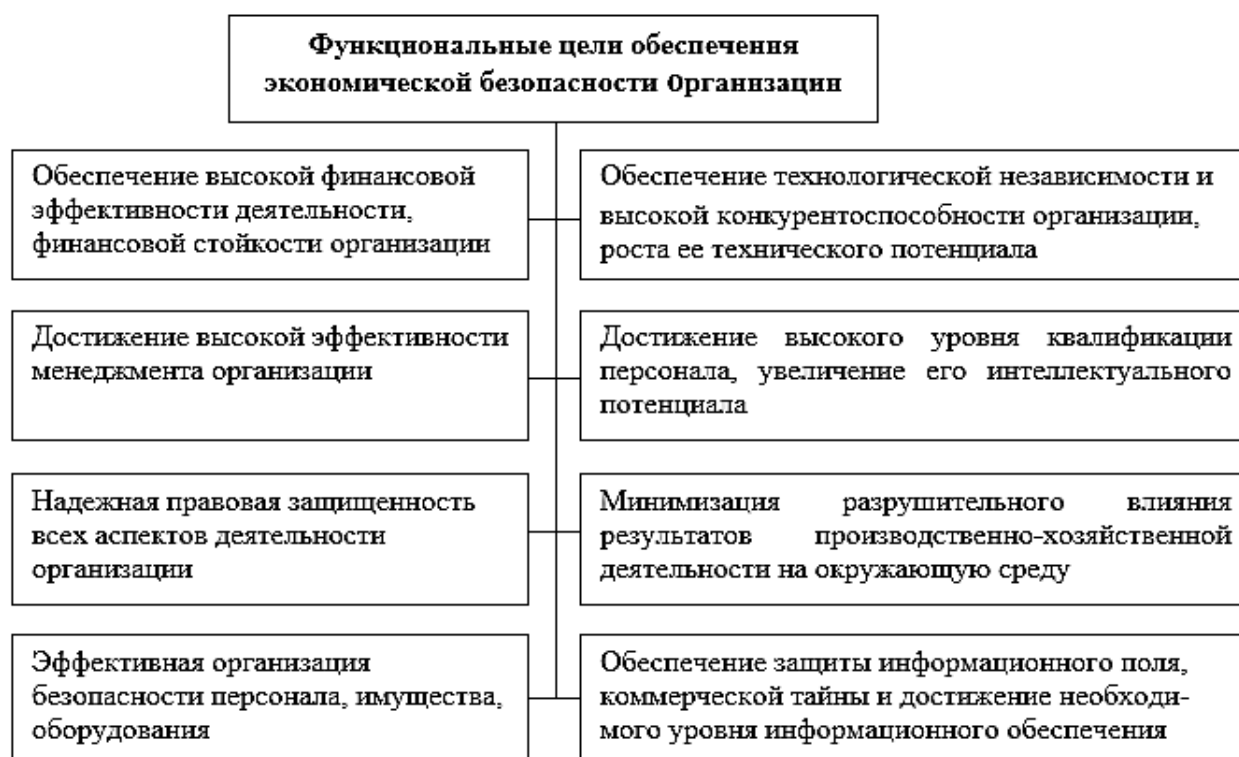 Функциональные цели обеспечения
экономической безопасности Организации
Обеспечение высокой финансовой
эффективности деятельности,
финансовой стойкости организации
Обеспечение технологической независимости и
высокой конкурентоспособности организации,
роста ее технического потенциала
Достижение высокой эффективности
менеджмента организации
Достижение высокого уровня квалификации
персонала, увеличение его интеллектуального
потенциала
Надежная правовая защищенность
всех аспектов деятельности
организации
Минимизация разрушительного влияния
результатов производственно-хозяйственной
деятельности на окружающую среду
Эффективная организация
безопасности персонала, имущества,
оборудования
Обеспечение защиты информационного поля,
коммерческой тайны и достижение необходи-
мого уровня информационного обеспечения